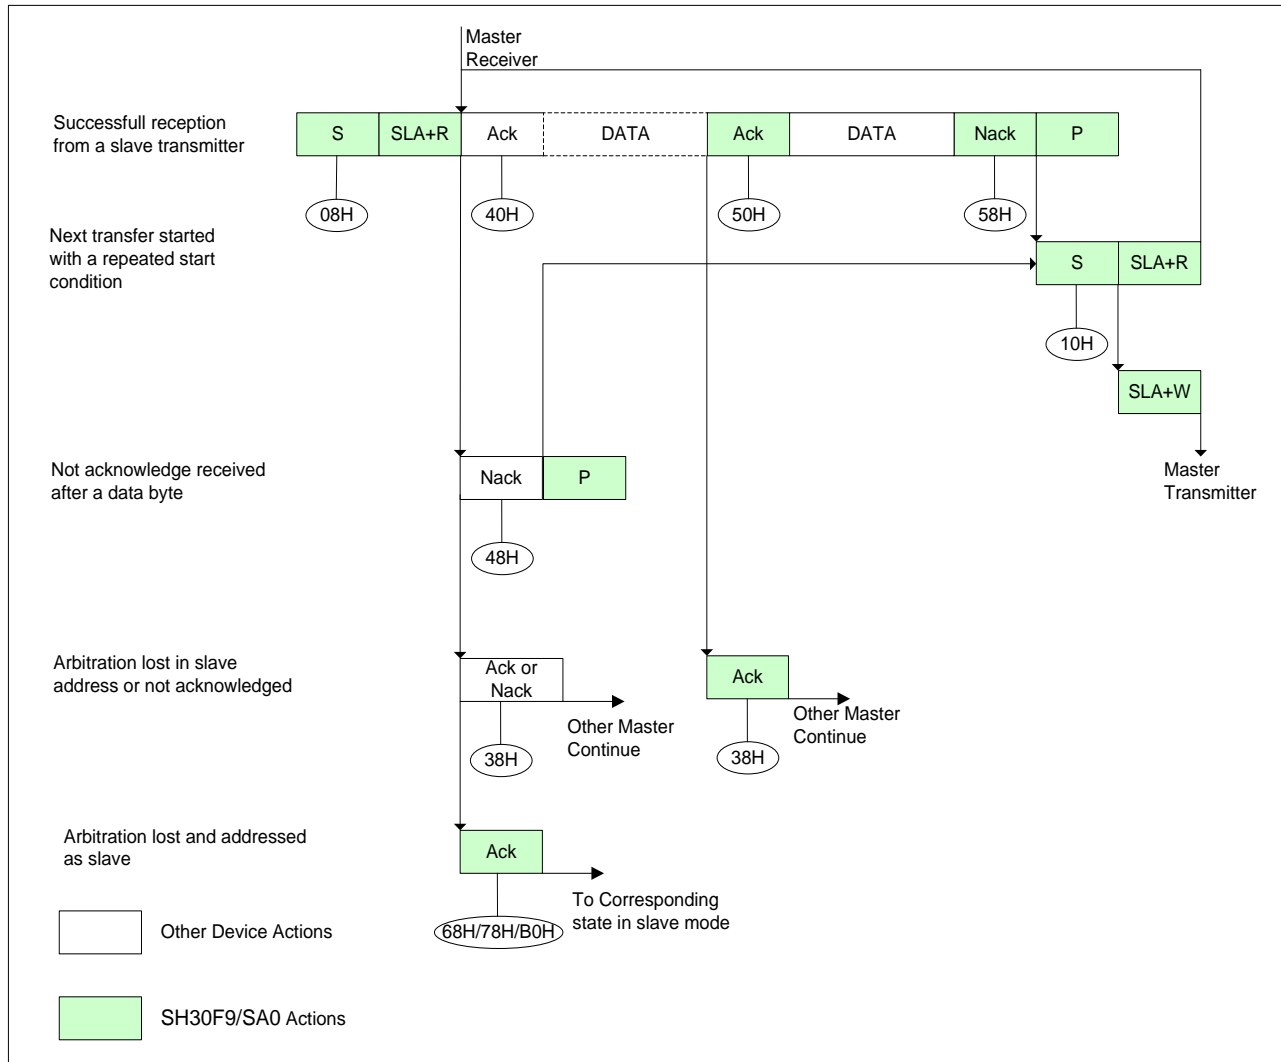 Master
Receiver
Successfull reception
from a slave transmitter
S
SLA+R
Ack
DATA
Ack
DATA
Nack
P
08H
40H
50H
58H
Next transfer started
with a repeated start
condition
S
SLA+R
10H
SLA+W
Not acknowledge received
after a data byte
Nack
P
Master
Transmitter
48H
Arbitration lost in slave
address or not acknowledged
Ack or
Nack
Ack
Other Master
Continue
Other Master
Continue
38H
38H
Arbitration lost and addressed
as slave
Ack
To Corresponding
state in slave mode
68H/78H/B0H
Other Device Actions
SH30F9/SA0 Actions